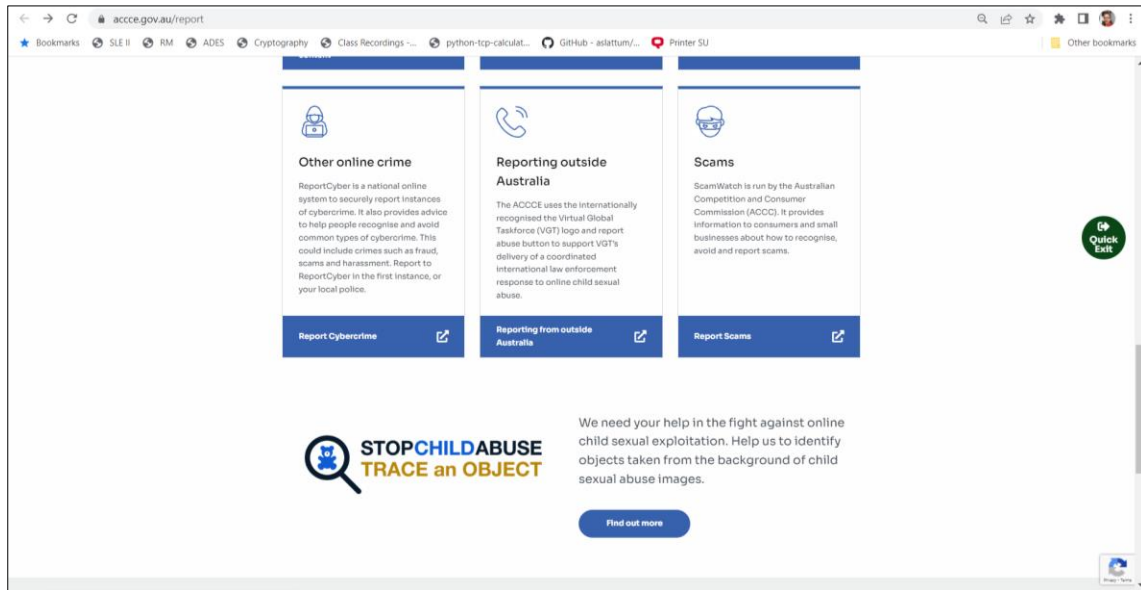 accce.gov.au/report
Bookmarks SLE II RM ADES Cryptography Class Recordings -... python-tcp-calculat... GitHub - aslattum/... Printer SU Other bookmarks
Other online crime
ReportCyber is a national online
system to securely report instances
of cybercrime. It also provides advice
to help people recognise and avoid
common types of cybercrime. This
could include crimes such as fraud,
scams and harassment. Report to
ReportCyber in the first instance, or
your local police.
Report Cybercrime
Reporting outside
Australia
The ACCCE uses the internationally
recognised the Virtual Global
Taskforce (VGT) logo and report
abuse button to support VGT's
delivery of a coordinated
international law enforcement
response to online child sexual
abuse.
Reporting from outside
Australia
Scams
ScamWatch is run by the Australian
Competition and Consumer
Commission (ACCC). It provides
information to consumers and small
businesses about how to recognise,
avoid and report scams.
Report Scams
Quick
Exit
STOPCHILDABUSE
TRACE an OBJECT
We need your help in the fight against online
child sexual exploitation. Help us to identify
objects taken from the background of child
sexual abuse images.
Find out more
Privacy - Terms